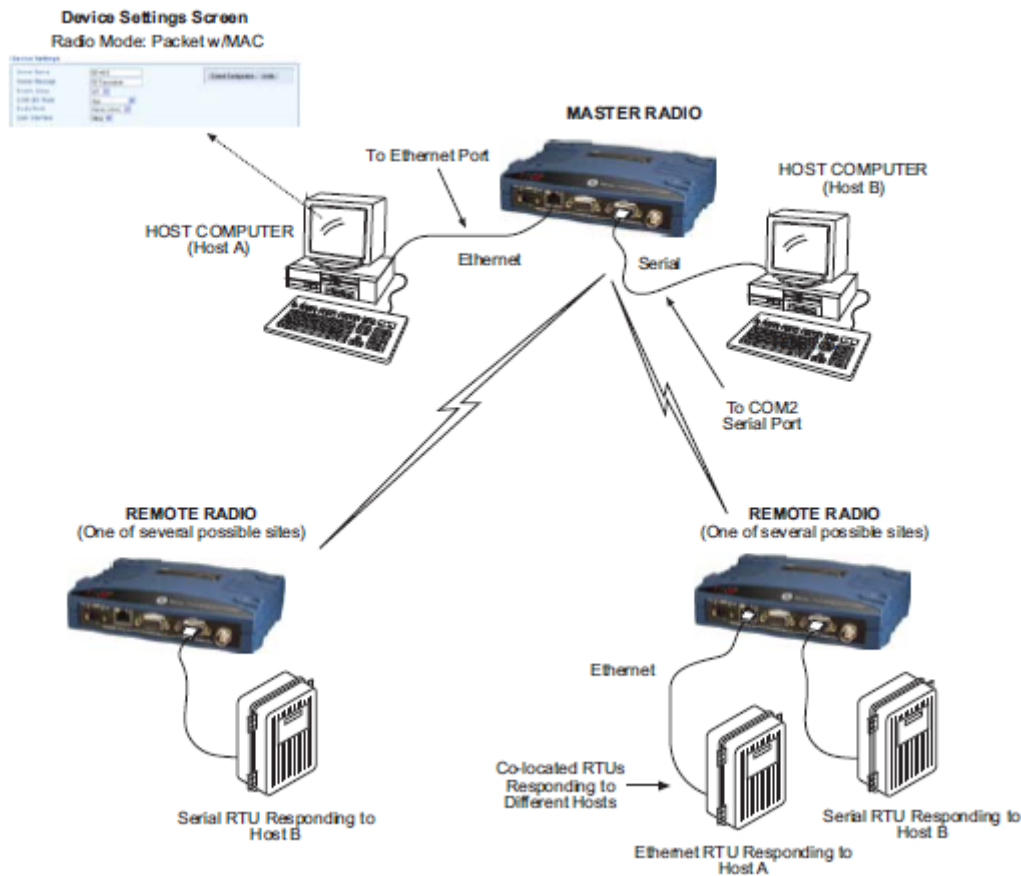 Device Settings Screen
Radio Mode: Packet w/MAC
Device Settings
MASTER RADIO
To Ethernet Port
HOST COMPUTER
(Host B)
HOST COMPUTER
(Host A)
Ethernet
Serial
To COM2
Serial Port
REMOTE RADIO
(One of several possible sites)
REMOTE RADIO
(One of several possible sites)
Ethernet
Co-located RTUs
Responding to
Different Hosts
Serial RTU Responding to
Host B
Serial RTU Responding to
Host B
Ethernet RTU Responding to
Host A